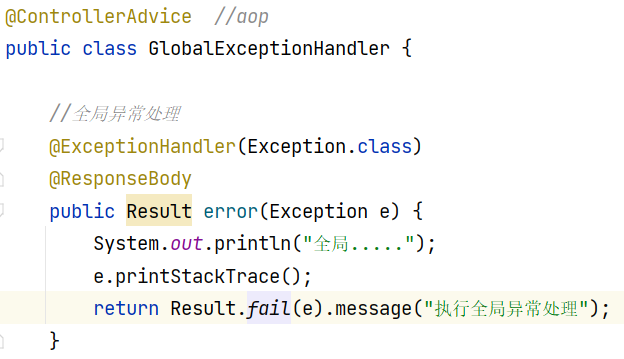 @ControllerAdvice  //aop
public class GlobalExceptionHandler {
    //全局异常处理
    @ExceptionHandler(Exception.class)
    @ResponseBody
    public Result error(Exception e) {
        System.out.println("全局.....");
        e.printStackTrace();
        return Result.fail(e).message("执行全局异常处理");
    }